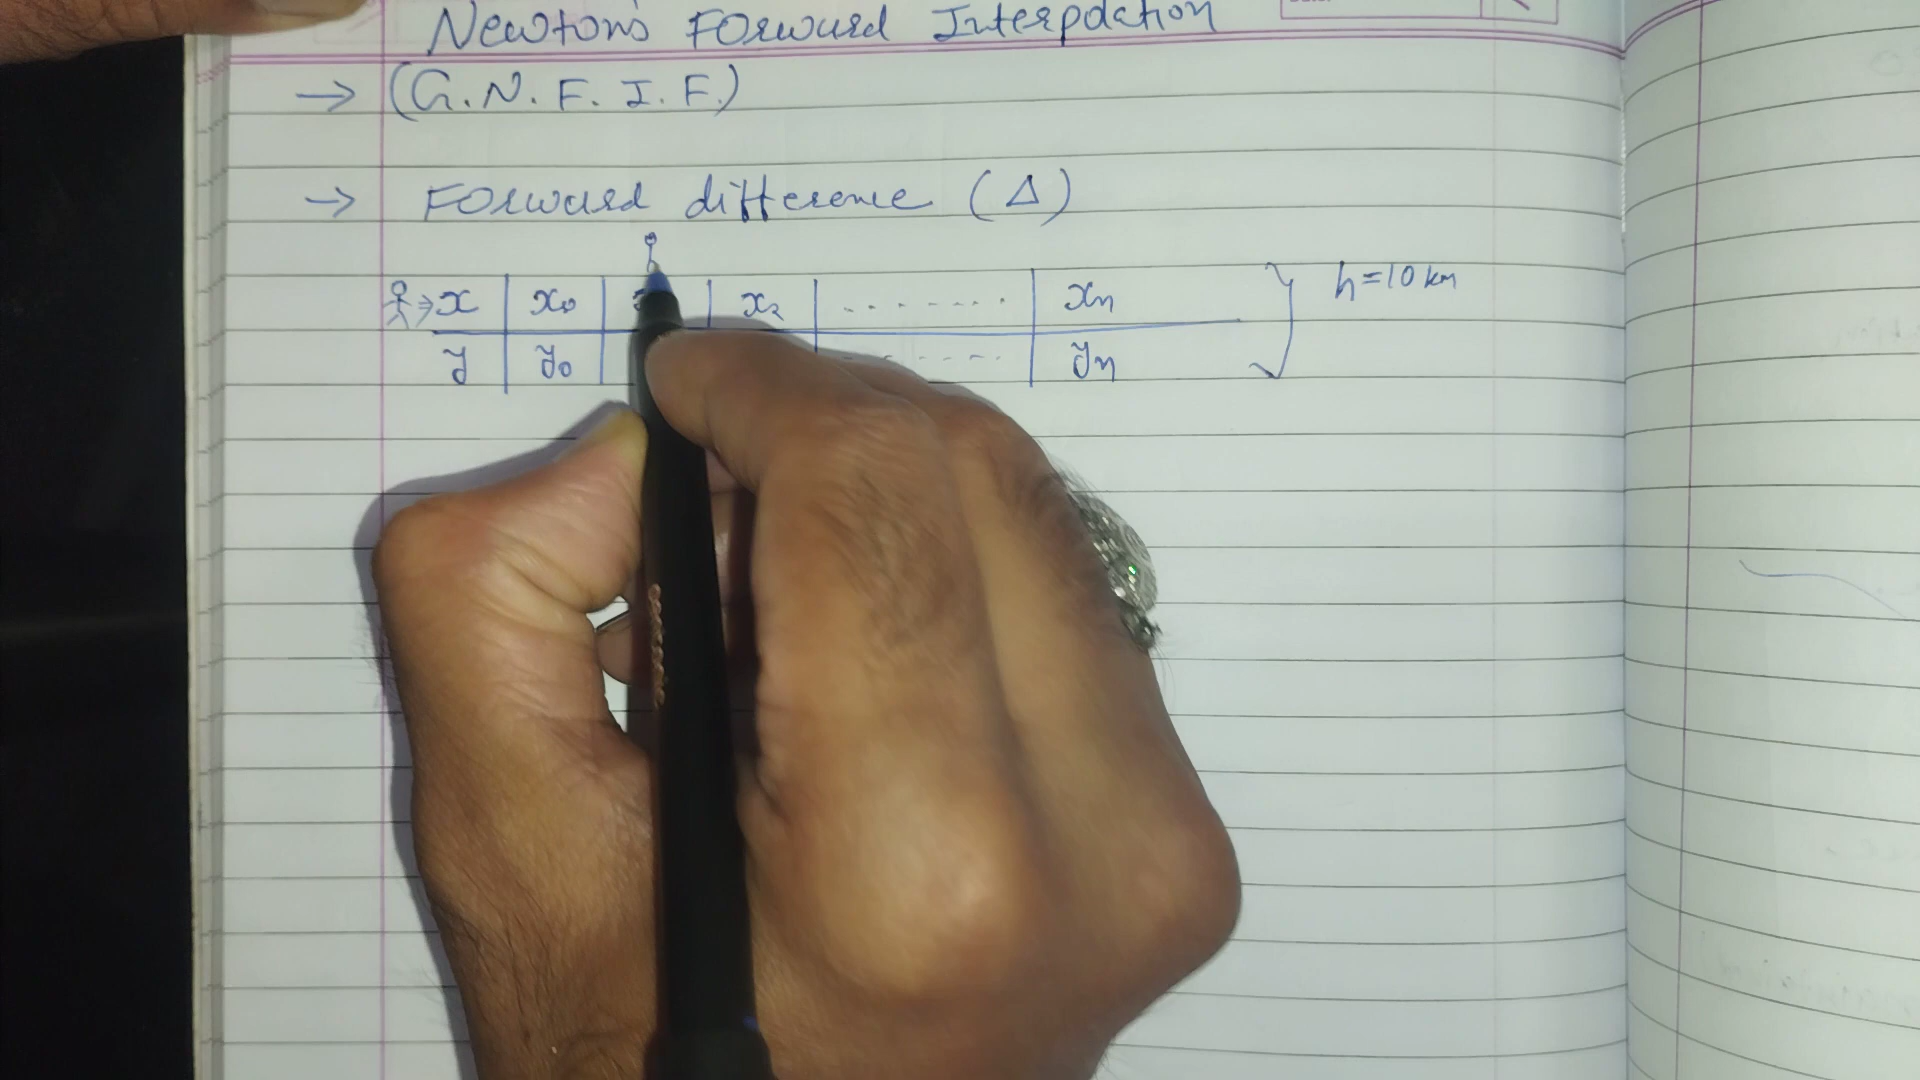 Newton's Forward Interpolation
→ (G.N.F.I.F.)
→ Forward difference (Δ)
x x₀ x₂ ........ xn h=10 km
y y₀ ....... yn